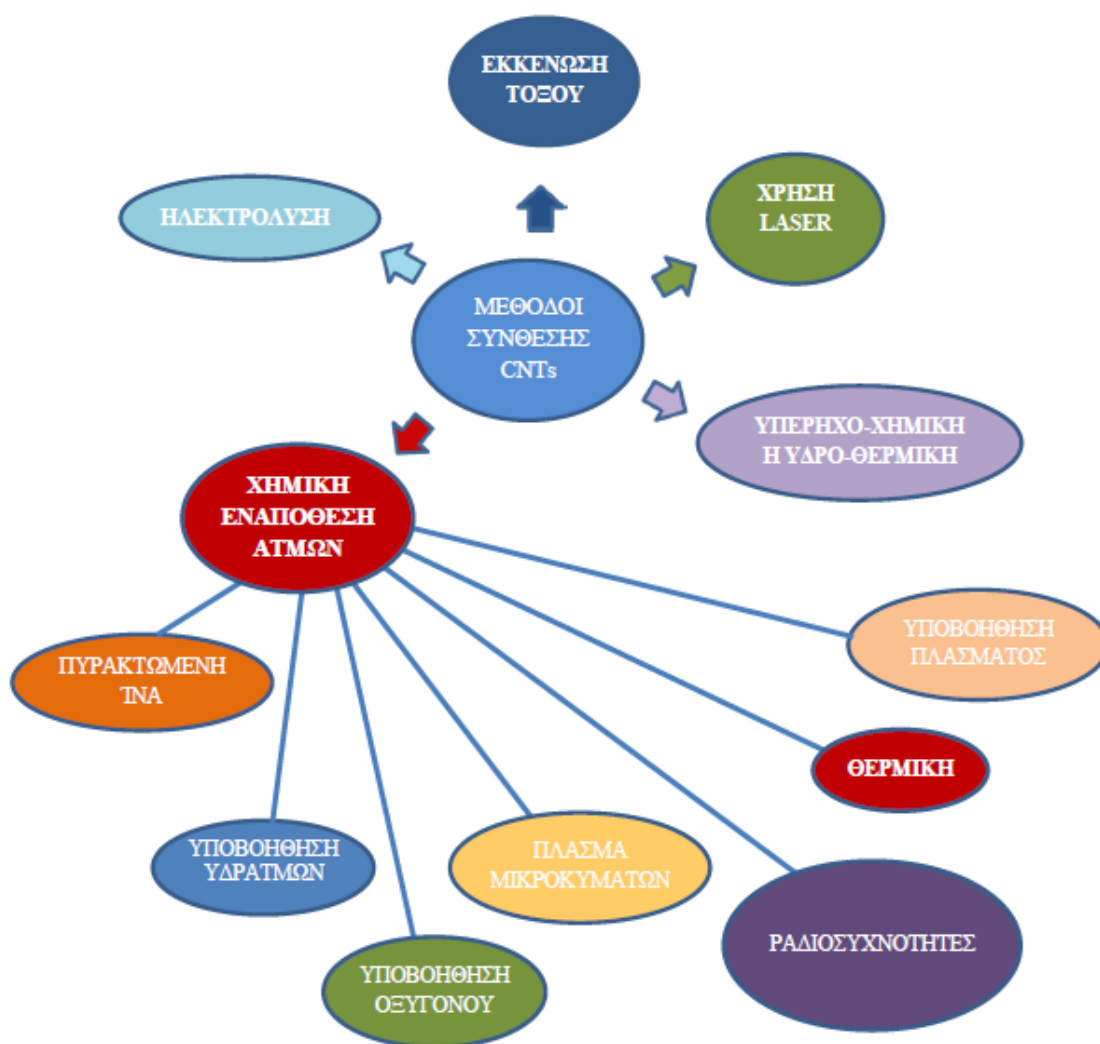 ΕΚΚΕΝΩΣΗ
ΤΟΞΟΥ
ΧΡΗΣΗ
LASER
ΗΛΕΚΤΡΟΛΥΣΗ
ΜΕΘΟΔΟΙ
ΣΥΝΘΕΣΗΣ
CNTs
ΥΠΕΡΗΧΟ-ΧΗΜΙΚΗ
Η ΥΔΡΟ-ΘΕΡΜΙΚΗ
ΧΗΜΙΚΗ
ΕΝΑΠΟΘΕΣΗ
ΑΤΜΩΝ
ΥΠΟΒΟΗΘΗΣΗ
ΠΛΑΣΜΑΤΟΣ
ΠΥΡΑΚΤΩΜΕΝΗ
ΊΝΑ
ΘΕΡΜΙΚΗ
ΥΠΟΒΟΗΘΗΣΗ
ΥΔΡΑΤΜΩΝ
ΠΛΑΣΜΑ
ΜΙΚΡΟΚΥΜΑΤΩΝ
ΡΑΔΙΟΣΥΧΝΟΤΗΤΕΣ
ΥΠΟΒΟΗΘΗΣΗ
ΟΞΥΓΟΝΟΥ